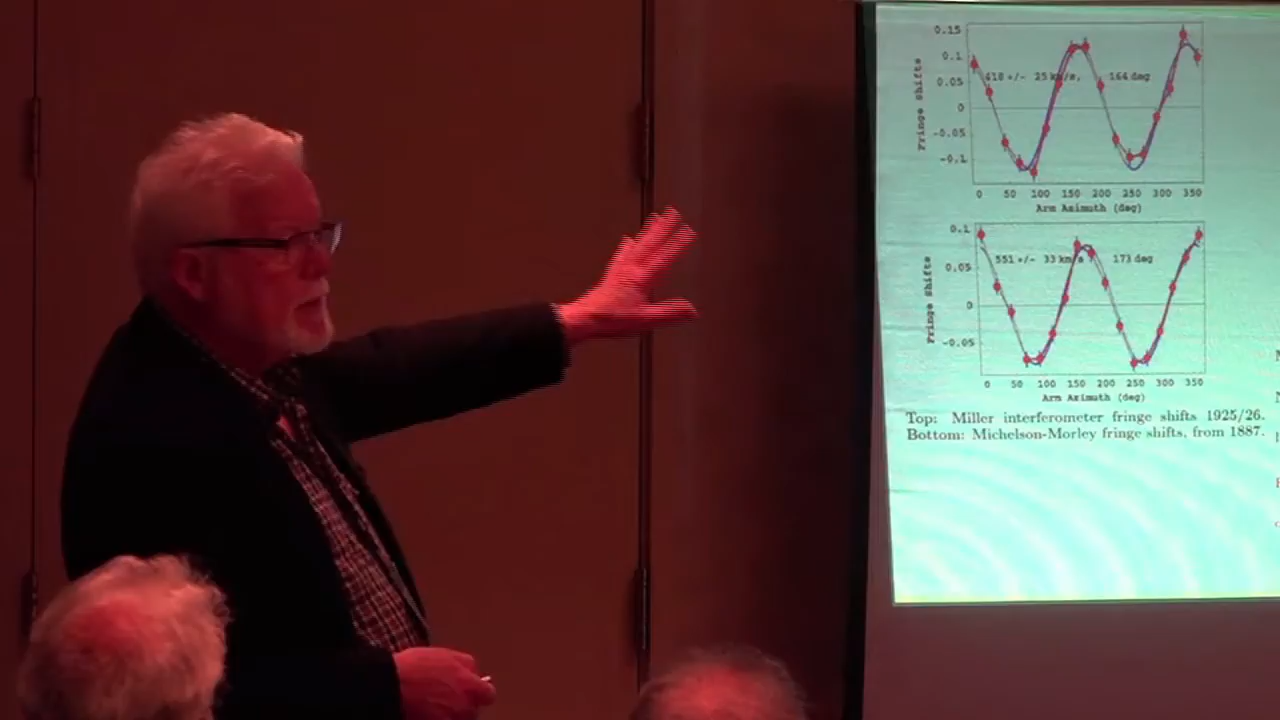 0.15
0.1
0.05
0
-0.05
-0.1
Fringe Shifts
418 +/- 25 km/s, 164 deg
0 50 100 150 200 250 300 350
Arm Azimuth (deg)
0.1
0.05
0
-0.05
Fringe Shifts
551 +/- 33 km/s 173 deg
0 50 100 150 200 250 300 350
Arm Azimuth (deg)
Top: Miller interferometer fringe shifts 1925/26.
Bottom: Michelson-Morley fringe shifts, from 1887.